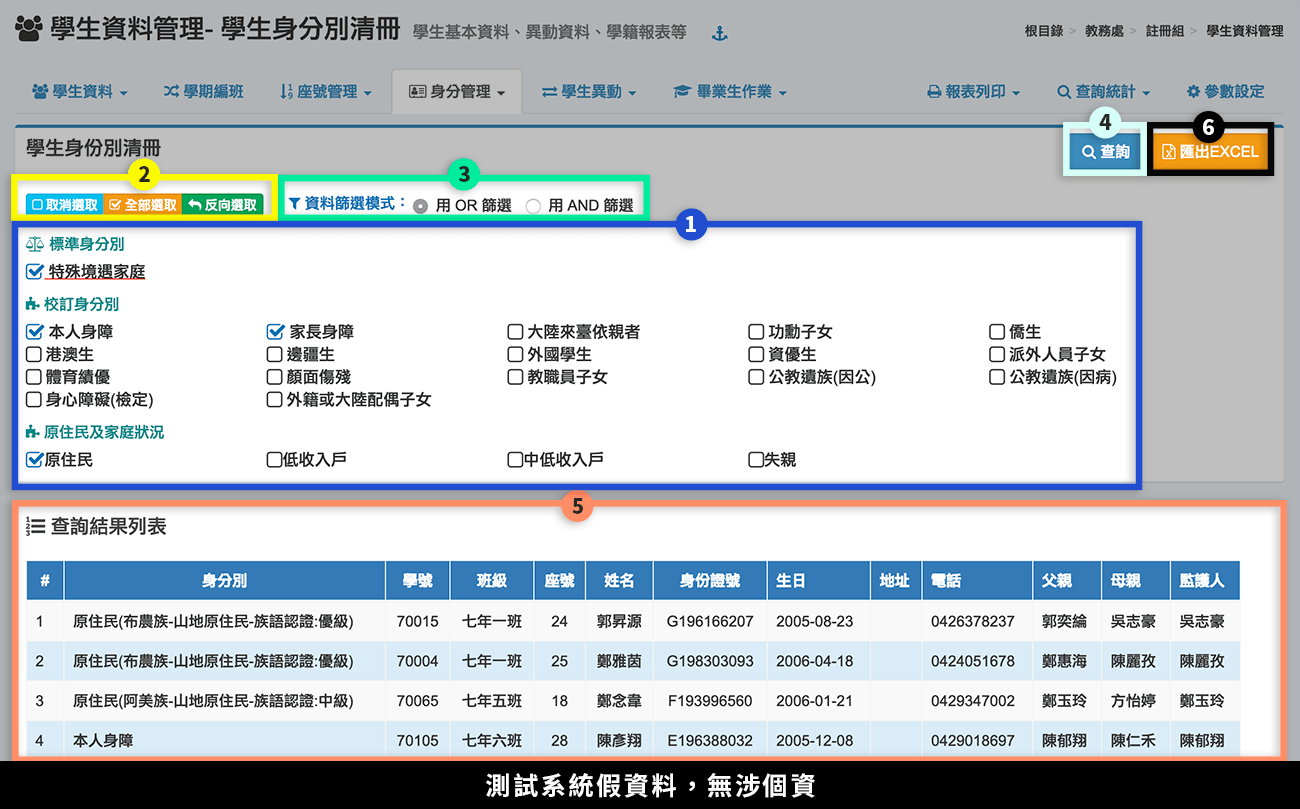 學生資料管理- 學生身分別清冊 學生基本資料、異動資料、學籍報表等 根目錄 > 教務處 > 註冊組 > 學生資料管理
學生資料 學期編班 座號管理 身分管理 學生異動 畢業生作業 報表列印 查詢統計 參數設定
學生身份別清冊
4
查詢
6
匯出EXCEL
2
取消選取 全部選取 反向選取
3
資料篩選模式： 用 OR 篩選 用 AND 篩選
1
標準身分別
特殊境遇家庭
校訂身分別
本人身障 家長身障 大陸來臺依親者 功勳子女 僑生
港澳生 邊疆生 外國學生 資優生 派外人員子女
體育績優 顏面傷殘 教職員子女 公教遺族(因公) 公教遺族(因病)
身心障礙(檢定) 外籍或大陸配偶子女
原住民及家庭狀況
原住民 低收入戶 中低收入戶 失親
5
查詢結果列表
# 身分別 學號 班級 座號 姓名 身份證號 生日 地址 電話 父親 母親 監護人
1 原住民(布農族-山地原住民-族語認證:優級) 70015 七年一班 24 郭昇源 G196166207 2005-08-23 0426378237 郭奕綸 吳志豪 吳志豪
2 原住民(布農族-山地原住民-族語認證:優級) 70004 七年一班 25 鄭雅茵 G198303093 2006-04-18 0424051678 鄭惠海 陳麗孜 陳麗孜
3 原住民(阿美族-山地原住民-族語認證:中級) 70065 七年五班 18 鄭念韋 F193996560 2006-01-21 0429347002 鄭玉玲 方怡婷 鄭玉玲
4 本人身障 70105 七年六班 28 陳彥翔 E196388032 2005-12-08 0429018697 陳郁翔 陳仁禾 陳郁翔
測試系統假資料，無涉個資